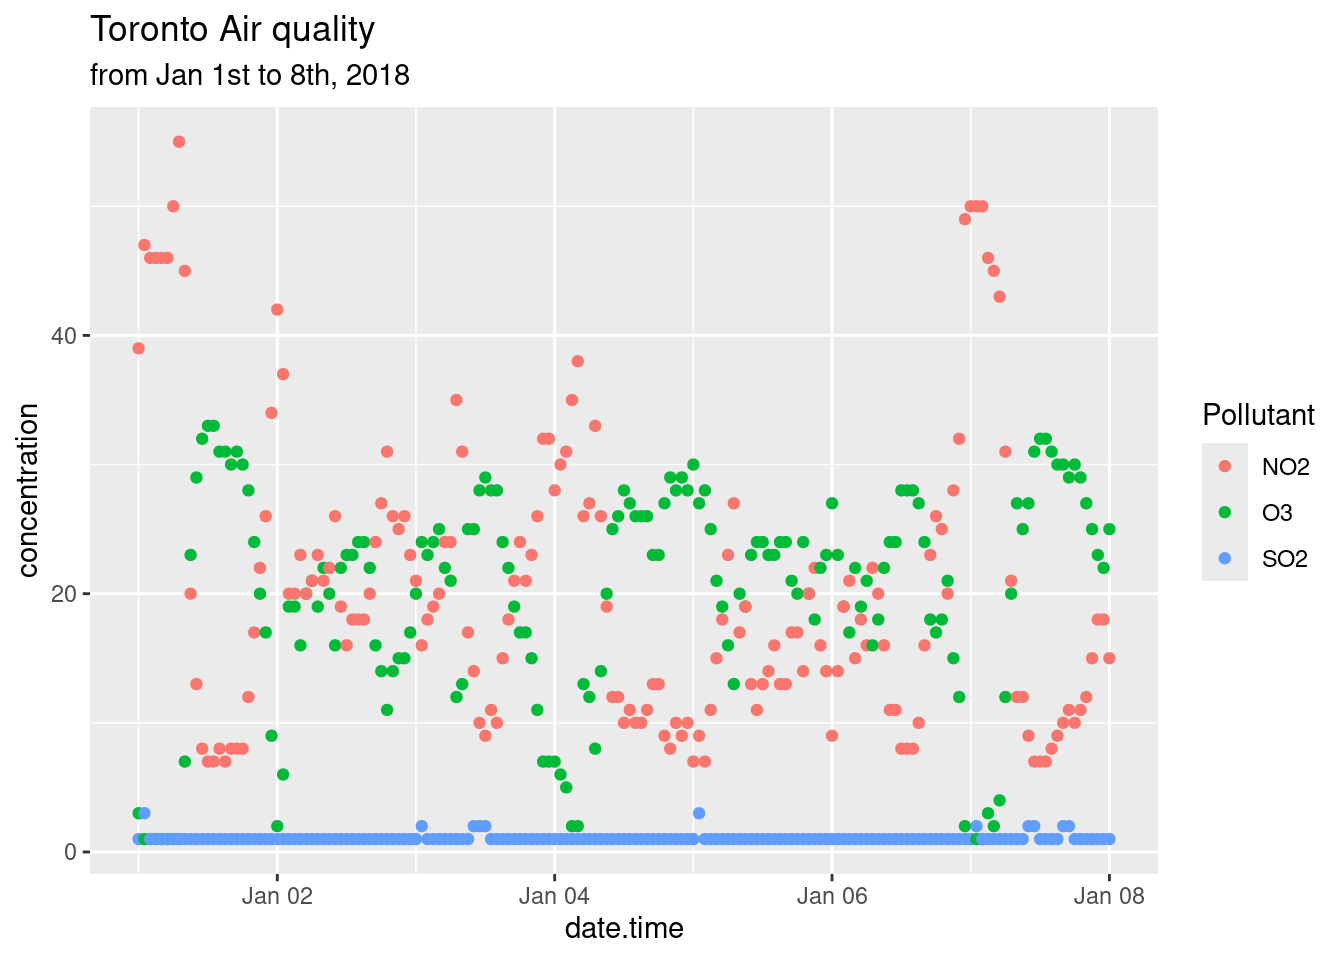 Toronto Air quality
from Jan 1st to 8th, 2018
concentration
40
20
0
Jan 02
Jan 04
Jan 06
Jan 08
date.time
Pollutant
NO2
O3
SO2